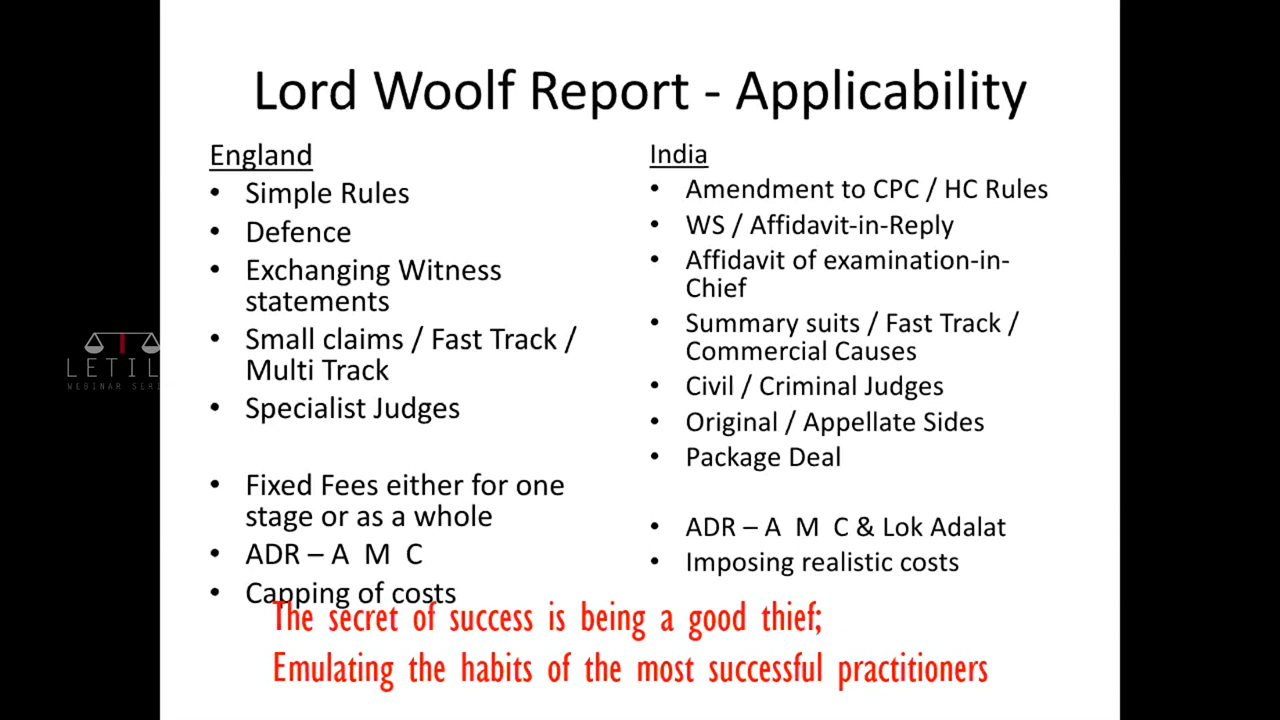 Lord Woolf Report - Applicability
England
• Simple Rules
• Defence
• Exchanging Witness
statements
• Small claims / Fast Track /
Multi Track
• Specialist Judges
• Fixed Fees either for one
stage or as a whole
• ADR – A M C
• Capping of costs
India
• Amendment to CPC / HC Rules
• WS / Affidavit-in-Reply
• Affidavit of examination-in-
Chief
• Summary suits / Fast Track /
Commercial Causes
• Civil / Criminal Judges
• Original / Appellate Sides
• Package Deal
• ADR – A M C & Lok Adalat
• Imposing realistic costs
The secret of success is being a good thief;
Emulating the habits of the most successful practitioners
LETIL
WEBINAR SERI